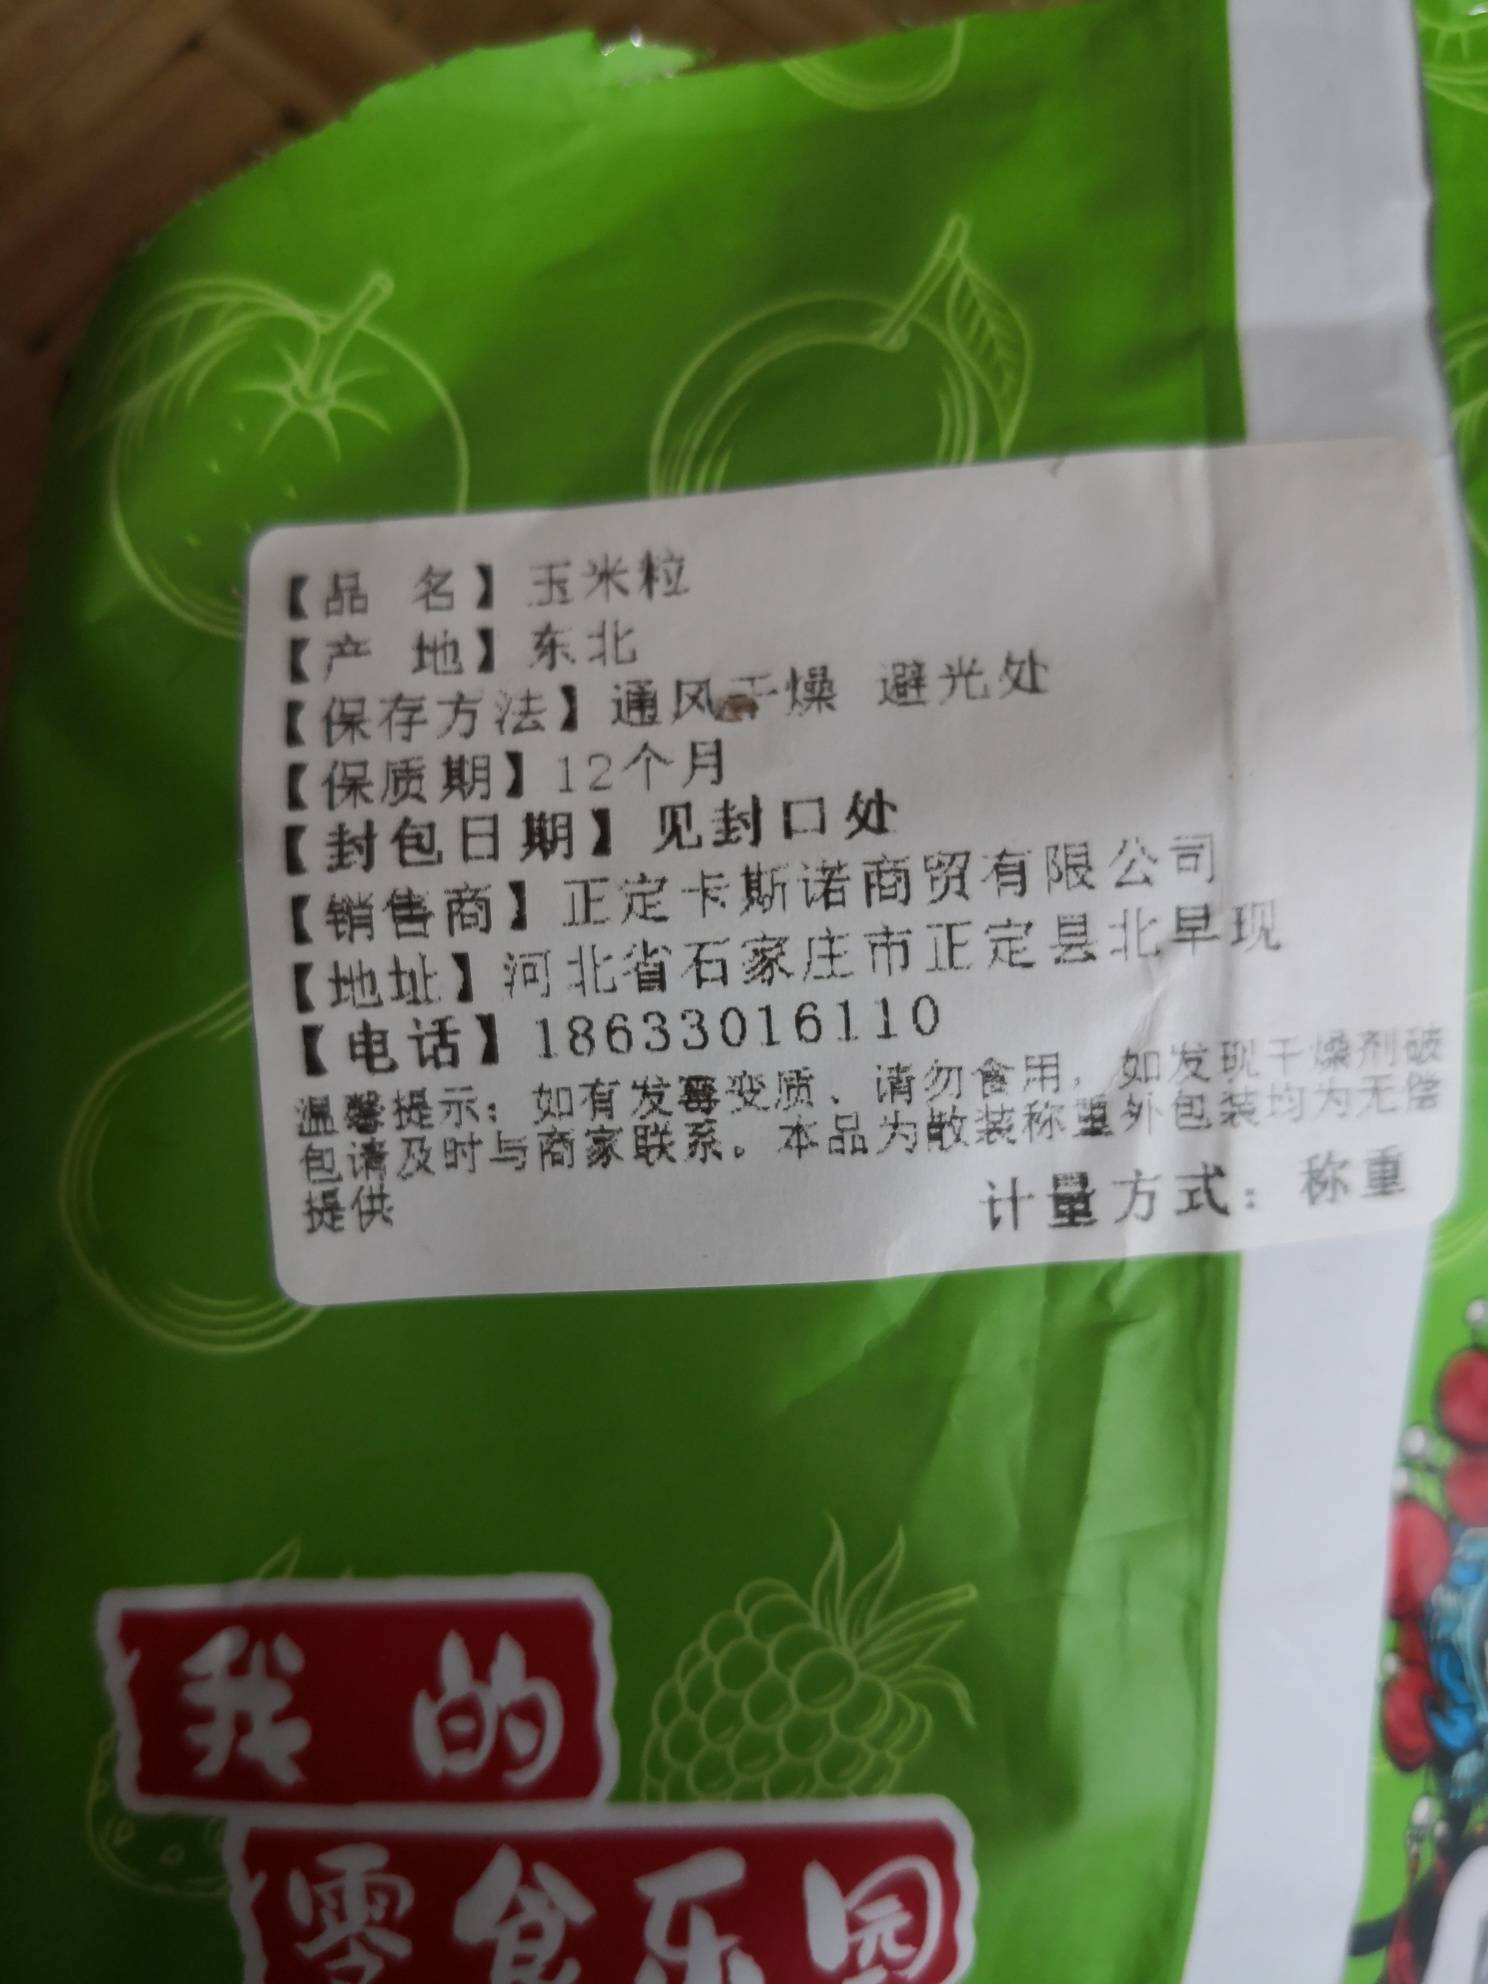 【品 名】玉米粒
【产 地】东北
【保存方法】通风干燥 避光处
【保质期】12个月
【封包日期】见封口处
【销售商】正定卡斯诺商贸有限公司
【地址】河北省石家庄市正定县北早现
【电话】18633016110
温馨提示：如有发霉变质、请勿食用，如发现干燥剂破
包请及时与商家联系。本品为散装称重外包装均为无偿
提供
计量方式：称重
我的
零食乐园